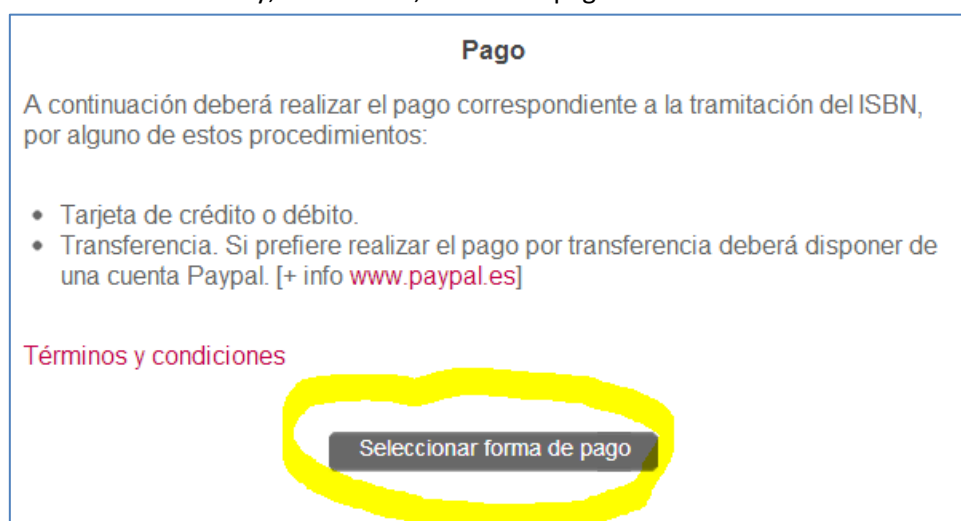 Pago
A continuación deberá realizar el pago correspondiente a la tramitación del ISBN,
por alguno de estos procedimientos:
• Tarjeta de crédito o débito.
• Transferencia. Si prefiere realizar el pago por transferencia deberá disponer de
una cuenta Paypal. [+ info www.paypal.es]
Términos y condiciones
Seleccionar forma de pago